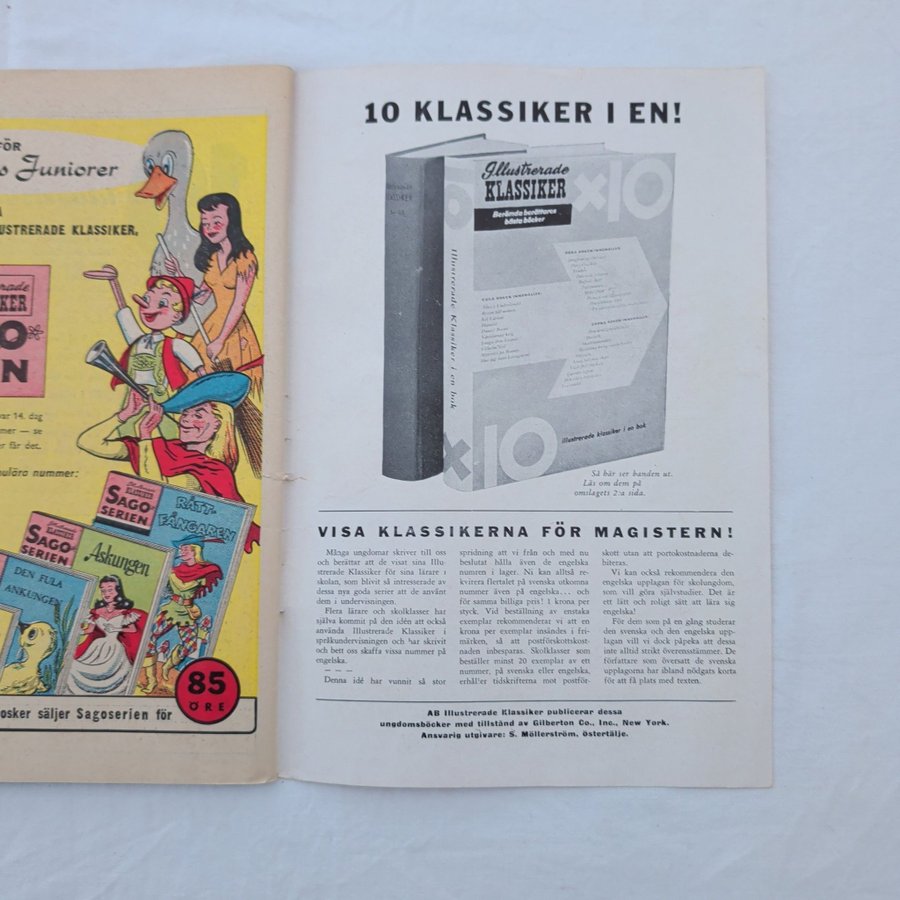 FÖR
s Juniorer
USTRERADE KLASSIKER,
KER
O*
N
var 14. dag
mer — se
er får det.
pulära nummer:
Illustrerade
KLASSIKER
SAGO-
SERIEN
RÅTT-
FÅNGAREN
Illustrerade
KLASSIKER
SAGO-
SERIEN
Askungen
DEN FULA
ANKUNGEN
85
ÖRE
osker säljer Sagoserien för
10 KLASSIKER I EN!
Illustrerade
KLASSIKER
Berömda berättares
bästa böcker
×10
Illustrerade Klassiker i en bok
×10
illustrerade klassiker i en bok
Så här ser banden ut.
Läs om dem på
omslagets 2:a sida.
VISA KLASSIKERNA FÖR MAGISTERN!
Många ungdomar skriver till oss
och berättar att de visat sina Illu-
strerade Klassiker för sina lärare i
skolan, som blivit så intresserade av
dessa nya goda serier att de använt
dem i undervisningen.
Flera lärare och skolklasser har
själva kommit på den idén att också
använda Illustrerade Klassiker i
språkundervisningen och har skrivit
och bett oss skaffa vissa nummer på
engelska.
— — —
Denna idé har vunnit så stor
spridning att vi från och med nu
beslutat hålla även de engelska
numren i lager. Ni kan alltså re-
kvirera flertalet på svenska utkomna
nummer även på engelska... och
för samma billiga pris! 1 krona per
styck. Vid beställning av enstaka
exemplar rekommenderar vi att en
krona per exemplar insändes i fri-
märken, så att postförskottskost-
naden inbesparas. Skolklasser som
beställer minst 20 exemplar av ett
nummer, på svenska eller engelska,
erhåller tidskrifterna mot postför-
skott utan att portokostnaderna de-
biteras.
Vi kan också rekommendera den
engelska upplagan för skolungdom,
som vill göra självstudier. Det är
ett lätt och roligt sätt att lära sig
engelska!
För dem som på en gång studerar
den svenska och den engelska upp-
lagan vill vi dock påpeka att dessa
inte alltid strikt överensstämmer. De
författare som översatt de svenska
upplagorna har ibland nödgats korta
för att få plats med texten.
AB Illustrerade Klassiker publicerar dessa
ungdomsböcker med tillstånd av Gilberton Co., Inc., New York.
Ansvarig utgivare: S. Möllerström, Östertälje.